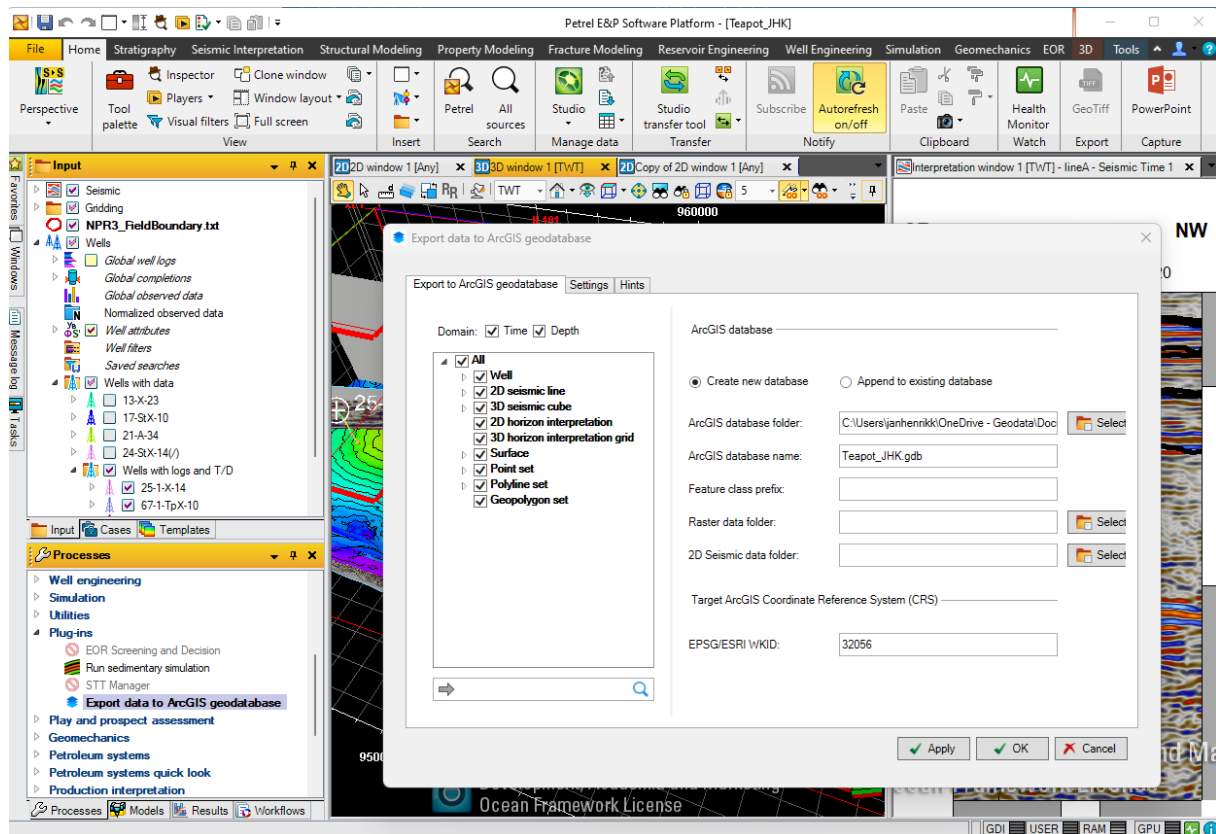 Petrel E&P Software Platform - [Teapot_JHK]
File Home Stratigraphy Seismic Interpretation Structural Modeling Property Modeling Fracture Modeling Reservoir Engineering Well Engineering Simulation Geomechanics EOR 3D Tools
Perspective
Tool palette
Inspector
Players
Visual filters
Clone window
Window layout
Full screen
View
Insert
Petrel
All sources
Search
Studio
Manage data
Studio transfer tool
Transfer
Subscribe
Autorefresh on/off
Notify
Paste
Clipboard
Health Monitor
Watch
GeoTiff
Export
PowerPoint
Capture
Favorites
Windows
Message log
Tasks
Input
Seismic
Gridding
NPR3_FieldBoundary.txt
Wells
Global well logs
Global completions
Global observed data
Normalized observed data
Well attributes
Well filters
Saved searches
Wells with data
13-X-23
17-StX-10
21-A-34
24-StX-14(/)
Wells with logs and T/D
25-1-X-14
67-1-TpX-10
Input Cases Templates
Processes
Well engineering
Simulation
Utilities
Plug-ins
EOR Screening and Decision
Run sedimentary simulation
STT Manager
Export data to ArcGIS geodatabase
Play and prospect assessment
Geomechanics
Petroleum systems
Petroleum systems quick look
Production interpretation
Processes Models Results Workflows
2D 2D window 1 [Any]
3D 3D window 1 [TWT]
2D Copy of 2D window 1 [Any]
Interpretation window 1 [TWT] - lineA - Seismic Time 1
TWT
5
960000
NW
20
25
9500
Export data to ArcGIS geodatabase
Export to ArcGIS geodatabase Settings Hints
Domain: Time Depth
All
Well
2D seismic line
3D seismic cube
2D horizon interpretation
3D horizon interpretation grid
Surface
Point set
Polyline set
Geopolygon set
ArcGIS database
Create new database
Append to existing database
ArcGIS database folder: C:\Users\janhenrikk\OneDrive - Geodata\Doc Select
ArcGIS database name: Teapot_JHK.gdb
Feature class prefix:
Raster data folder: Select
2D Seismic data folder: Select
Target ArcGIS Coordinate Reference System (CRS)
EPSG/ESRI WKID: 32056
Apply OK Cancel
Ocean Framework License
GDI USER RAM GPU